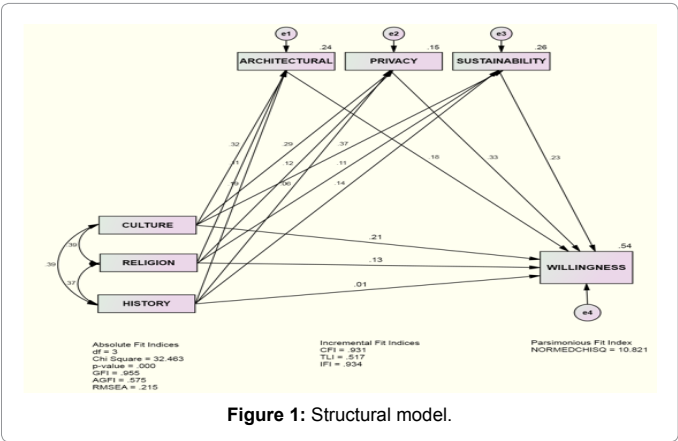 e1 e2 e3
.24 .15 .26
ARCHITECTURAL PRIVACY SUSTAINABILITY
.32 .29 .37
.11 .12 .11 .18 .33 .23
.19 .06 .14
CULTURE
.21
.54
.39
RELIGION
.13
WILLINGNESS
.39
.37
.01
HISTORY
e4
Absolute Fit Indices
df = 3
Chi Square = 32.463
p-value = .000
GFI = .955
AGFI = .575
RMSEA = .215
Incremental Fit Indices
CFI = .931
TLI = .517
IFI = .934
Parsimonious Fit Index
NORMEDCHISQ = 10.821
Figure 1: Structural model.